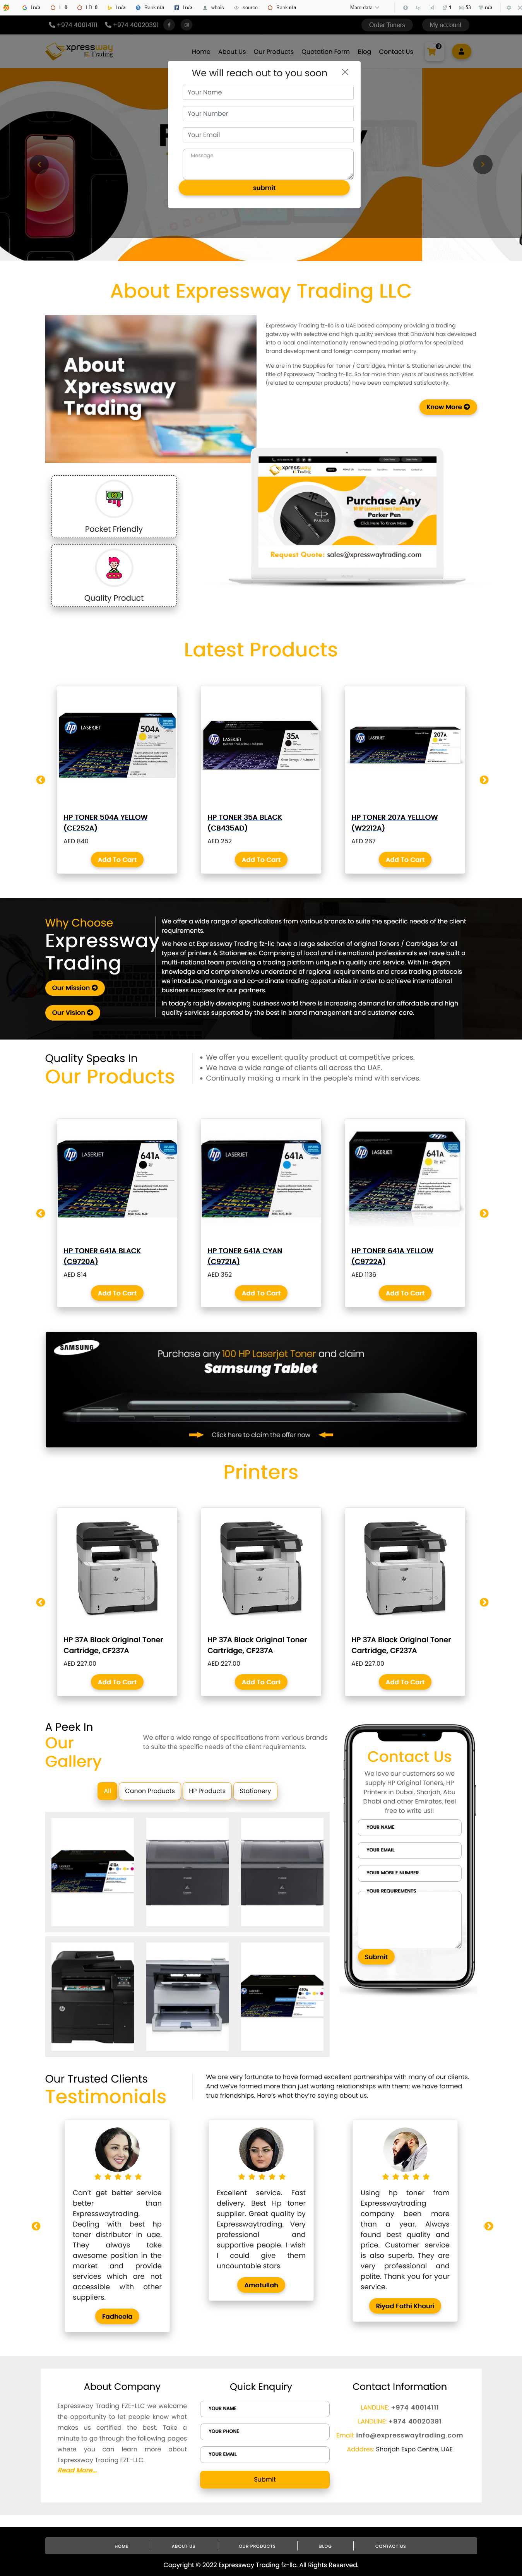 I n/a
L 0
LD 0
I n/a
Rank n/a
I n/a
whois
source
Rank n/a
More data
1
53
n/a
+974 40014111
+974 40020391
Order Toners
My account
xpressway
E-Trading
Home
About Us
Our Products
Quotation Form
Blog
Contact Us
0
We will reach out to you soon
Your Name
Your Number
Your Email
Message
submit
About Expressway Trading LLC
About
Xpressway
Trading
Expressway Trading fz-llc is a UAE based company providing a trading
gateway with selective and high quality services that Dhawashi has developed
into a local and internationally renowned trading platform for specialized
brand development and foreign company market entry.
We are in the Supplies for Toner / Cartridges, Printer & Stationeries under the
title of Expressway Trading fz-llc. So far more than years of business activities
(related to computer products) have been completed satisfactorily.
Know More
Pocket Friendly
Quality Product
xpressway
E-Trading
Purchase Any
Parker Pen
Click Here To Know More
PARKER
Request Quote: sales@xpresswaytrading.com
Latest Products
hp LASERJET 504A
hp LASERJET 35A
hp LASERJET 207A
HP TONER 504A YELLOW
(CE252A)
AED 840
Add To Cart
HP TONER 35A BLACK
(CB435AD)
AED 252
Add To Cart
HP TONER 207A YELLLOW
(W2212A)
AED 267
Add To Cart
Why Choose
Expressway
Trading
Our Mission
Our Vision
We offer a wide range of specifications from various brands to suite the specific needs of the client
requirements.
We here at Expressway Trading fz-llc have a large selection of original Toners / Cartridges for all
types of printers & Stationeries. Comprising of local and international professionals we have built a
multi-national team providing a trading platform unique in quality and service. With in-depth
knowledge and comprehensive understand of regional requirements and cross trading protocols
we introduce, manage and co-ordinate trading opportunities in order to achieve international
business success for our partners.
In today's rapidly developing business world there is increasing demand for affordable and high
quality services supported by the best in brand management and customer care.
Quality Speaks In
Our Products
• We offer you excellent quality product at competitive prices.
• We have a wide range of clients all across tha UAE.
• Continually making a mark in the people's mind with services.
hp LASERJET 641A
hp LASERJET 641A
hp LASERJET 641A
HP TONER 641A BLACK
(C9720A)
AED 814
Add To Cart
HP TONER 641A CYAN
(C9721A)
AED 352
Add To Cart
HP TONER 641A YELLOW
(C9722A)
AED 1136
Add To Cart
SAMSUNG
Purchase any 100 HP Laserjet Toner and claim
Samsung Tablet
Click here to claim the offer now
Printers
HP 37A Black Original Toner
Cartridge, CF237A
AED 227.00
Add To Cart
HP 37A Black Original Toner
Cartridge, CF237A
AED 227.00
Add To Cart
HP 37A Black Original Toner
Cartridge, CF237A
AED 227.00
Add To Cart
A Peek In
Our
Gallery
We offer a wide range of specifications from various brands
to suite the specific needs of the client requirements.
All
Canon Products
HP Products
Stationery
Contact Us
We love our customers so we
supply HP Original Toners, HP
Printers in Dubai, Sharjah, Abu
Dhabi and other Emirates. feel
free to write us!!
YOUR NAME
YOUR EMAIL
YOUR MOBILE NUMBER
YOUR REQUIREMENTS
Submit
Our Trusted Clients
Testimonials
We are very fortunate to have formed excellent partnerships with many of our clients.
And we've formed more than just working relationships with them; we have formed
true friendships. Here's what they're saying about us.
Can't get better service
better than
Expresswaytrading.
Dealing with best hp
toner distributor in uae.
They always take
awesome position in the
market and provide
services which are not
accessible with other
suppliers.
Fadheela
Excellent service. Fast
delivery. Best Hp toner
supplier. Great quality by
Expresswaytrading. Very
professional and
supportive people. I wish
I could give them
uncountable stars.
Amatullah
Using hp toner from
Expresswaytrading
company been more
than a year. Always
found best quality and
price. Customer service
is also superb. They are
very professional and
polite. Thank you for your
service.
Riyad Fathi Khouri
About Company
Expressway Trading FZE-LLC we welcome
the opportunity to let people know what
makes us certified the best. Take a
minute to go through the following pages
where you can learn more about
Expressway Trading FZE-LLC.
Read More...
Quick Enquiry
YOUR NAME
YOUR PHONE
YOUR EMAIL
Submit
Contact Information
LANDLINE: +974 40014111
LANDLINE: +974 40020391
Email: info@expresswaytrading.com
Adddres: Sharjah Expo Centre, UAE
HOME
ABOUT US
OUR PRODUCTS
BLOG
CONTACT US
Copyright © 2022 Expressway Trading fz-llc. All Rights Reserved.